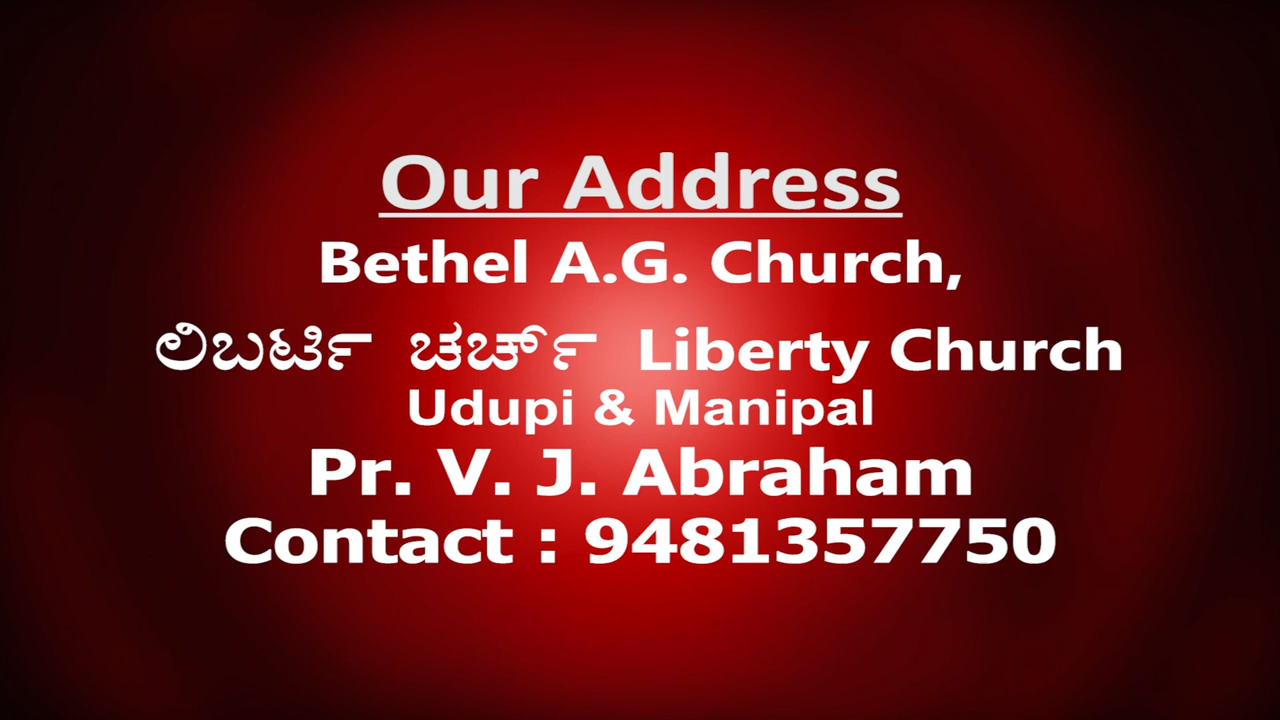 Our Address
Bethel A.G. Church,
ಲಿಬರ್ಟಿ ಚರ್ಚ್ Liberty Church
Udupi & Manipal
Pr. V. J. Abraham
Contact : 9481357750